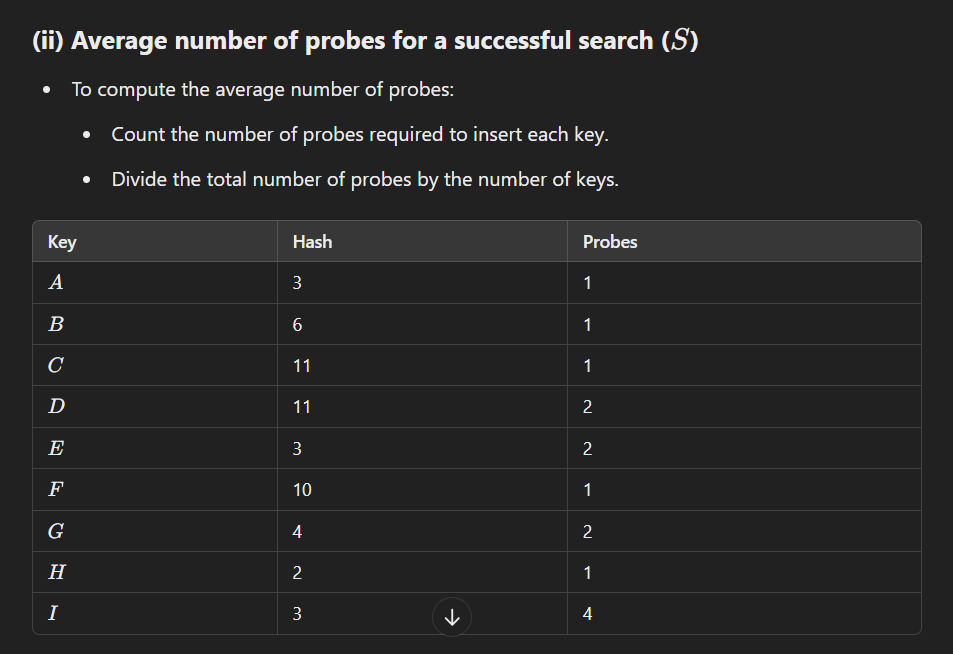 (ii) Average number of probes for a successful search (S)
• To compute the average number of probes:
• Count the number of probes required to insert each key.
• Divide the total number of probes by the number of keys.
Key Hash Probes
A 3 1
B 6 1
C 11 1
D 11 2
E 3 2
F 10 1
G 4 2
H 2 1
I 3 4